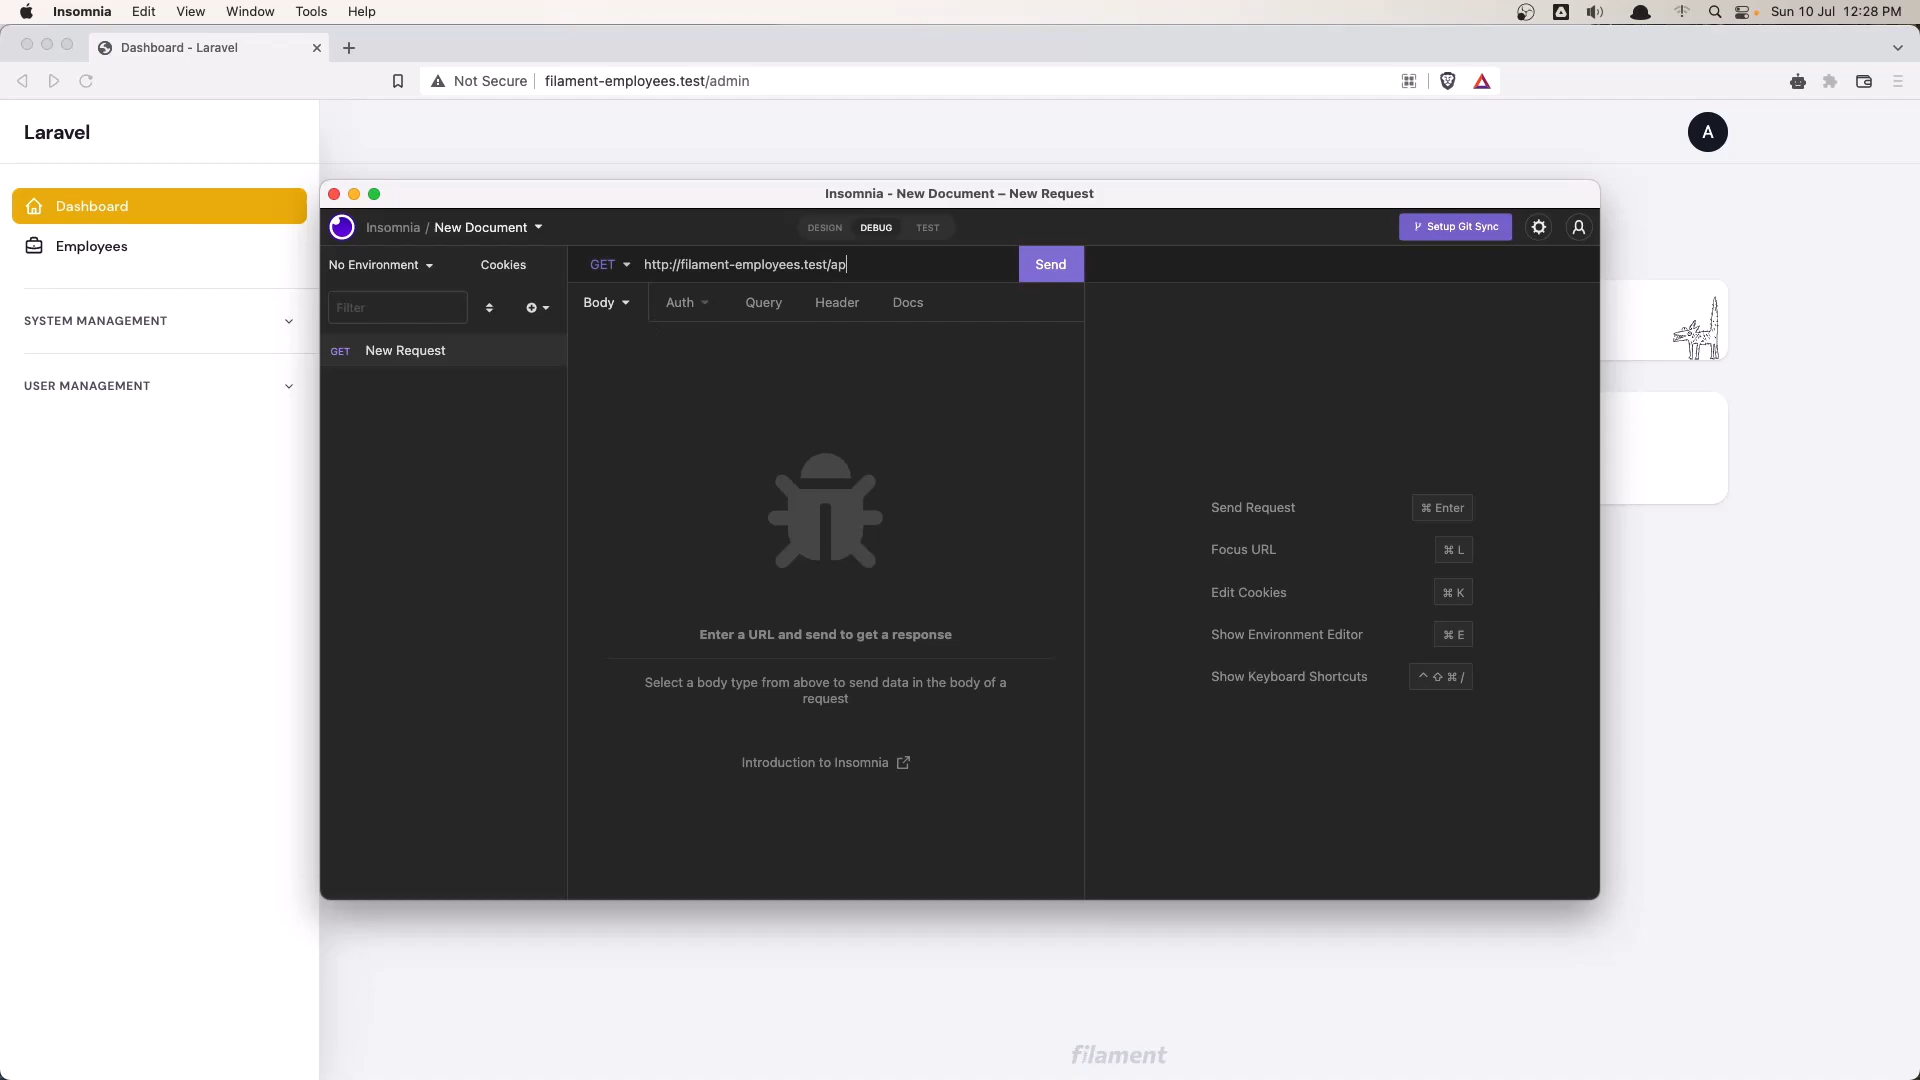 Insomnia Edit View Window Tools Help
Sun 10 Jul 12:28 PM
Dashboard - Laravel
Not Secure filament-employees.test/admin
Laravel
A
Dashboard
Employees
SYSTEM MANAGEMENT
USER MANAGEMENT
Insomnia - New Document – New Request
Insomnia / New Document
DESIGN DEBUG TEST
Setup Git Sync
No Environment Cookies
GET http://filament-employees.test/ap Send
Filter
Body Auth Query Header Docs
GET New Request
Enter a URL and send to get a response
Select a body type from above to send data in the body of a
request
Introduction to Insomnia
Send Request ⌘ Enter
Focus URL ⌘ L
Edit Cookies ⌘ K
Show Environment Editor ⌘ E
Show Keyboard Shortcuts ⌃ ⇧ ⌘ /
filament